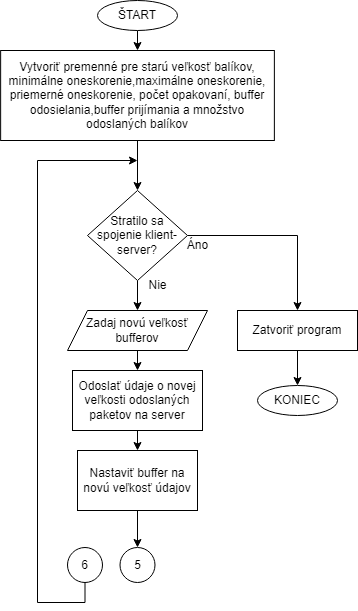 ŠTART
Vytvoriť premenné pre starú veľkosť balíkov,
minimálne oneskorenie,maximálne oneskorenie,
priemerné oneskorenie, počet opakovaní, buffer
odosielania,buffer prijímania a množstvo
odoslaných balíkov
Stratilo sa
spojenie klient-
server?
Áno
Nie
Zadaj novú veľkosť
bufferov
Zatvoriť program
Odoslať údaje o novej
veľkosti odoslaných
paketov na server
KONIEC
Nastaviť buffer na
novú veľkosť údajov
6
5